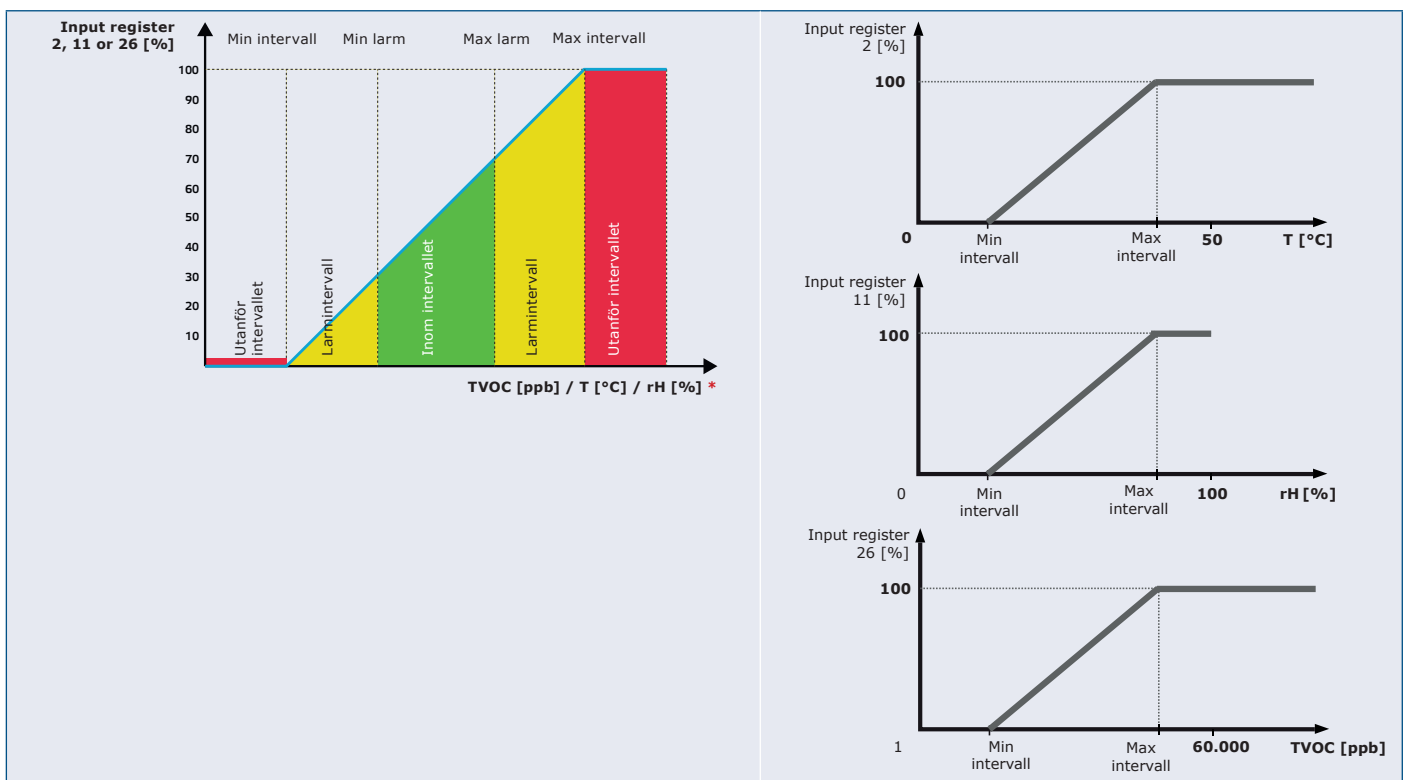 Input register
2, 11 or 26 [%]
Min intervall
Min larm
Max larm
Max intervall
100
90
80
70
60
50
40
30
20
10
Utanför
intervallet
Larmintervall
Inom intervallet
Larmintervall
Utanför intervallet
TVOC [ppb] / T [°C] / rH [%] *
Input register
2 [%]
100
0
Min
intervall
Max
intervall
50
T [°C]
Input register
11 [%]
100
0
Min
intervall
Max
intervall
100
rH [%]
Input register
26 [%]
100
1
Min
intervall
Max
intervall
60.000
TVOC [ppb]